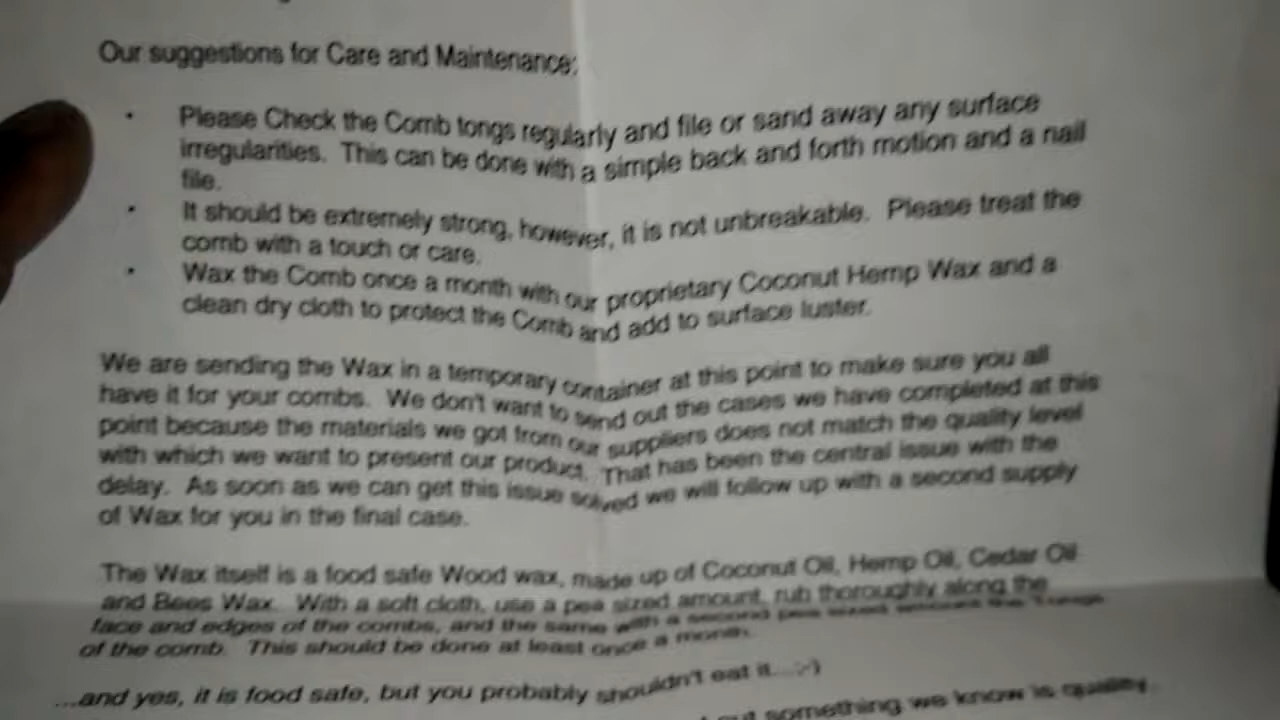 Our suggestions for Care and Maintenance:
· Please Check the Comb tongs regularly and file or sand away any surface
irregularities. This can be done with a simple back and forth motion and a nail
file.
· It should be extremely strong, however, it is not unbreakable. Please treat the
comb with a touch or care.
· Wax the Comb once a month with our proprietary Coconut Hemp Wax and a
clean dry cloth to protect the Comb and add to surface luster.
We are sending the Wax in a temporary container at this point to make sure you all
have it for your combs. We don't want to send out the cases we have completed at this
point because the materials we got from our suppliers does not match the quality level
with which we want to present our product. That has been the central issue with the
delay. As soon as we can get this issue solved we will follow up with a second supply
of Wax for you in the final case.
The Wax itself is a food safe Wood wax, made up of Coconut Oil, Hemp Oil, Cedar Oil
and Bees Wax. With a soft cloth, use a pea sized amount, rub thoroughly along the
face and edges of the combs, and the same with a second pea sized amount the
of the comb. This should be done at least once a month.
...and yes, it is food safe, but you probably shouldn't eat it...;-)
something we know is quality.